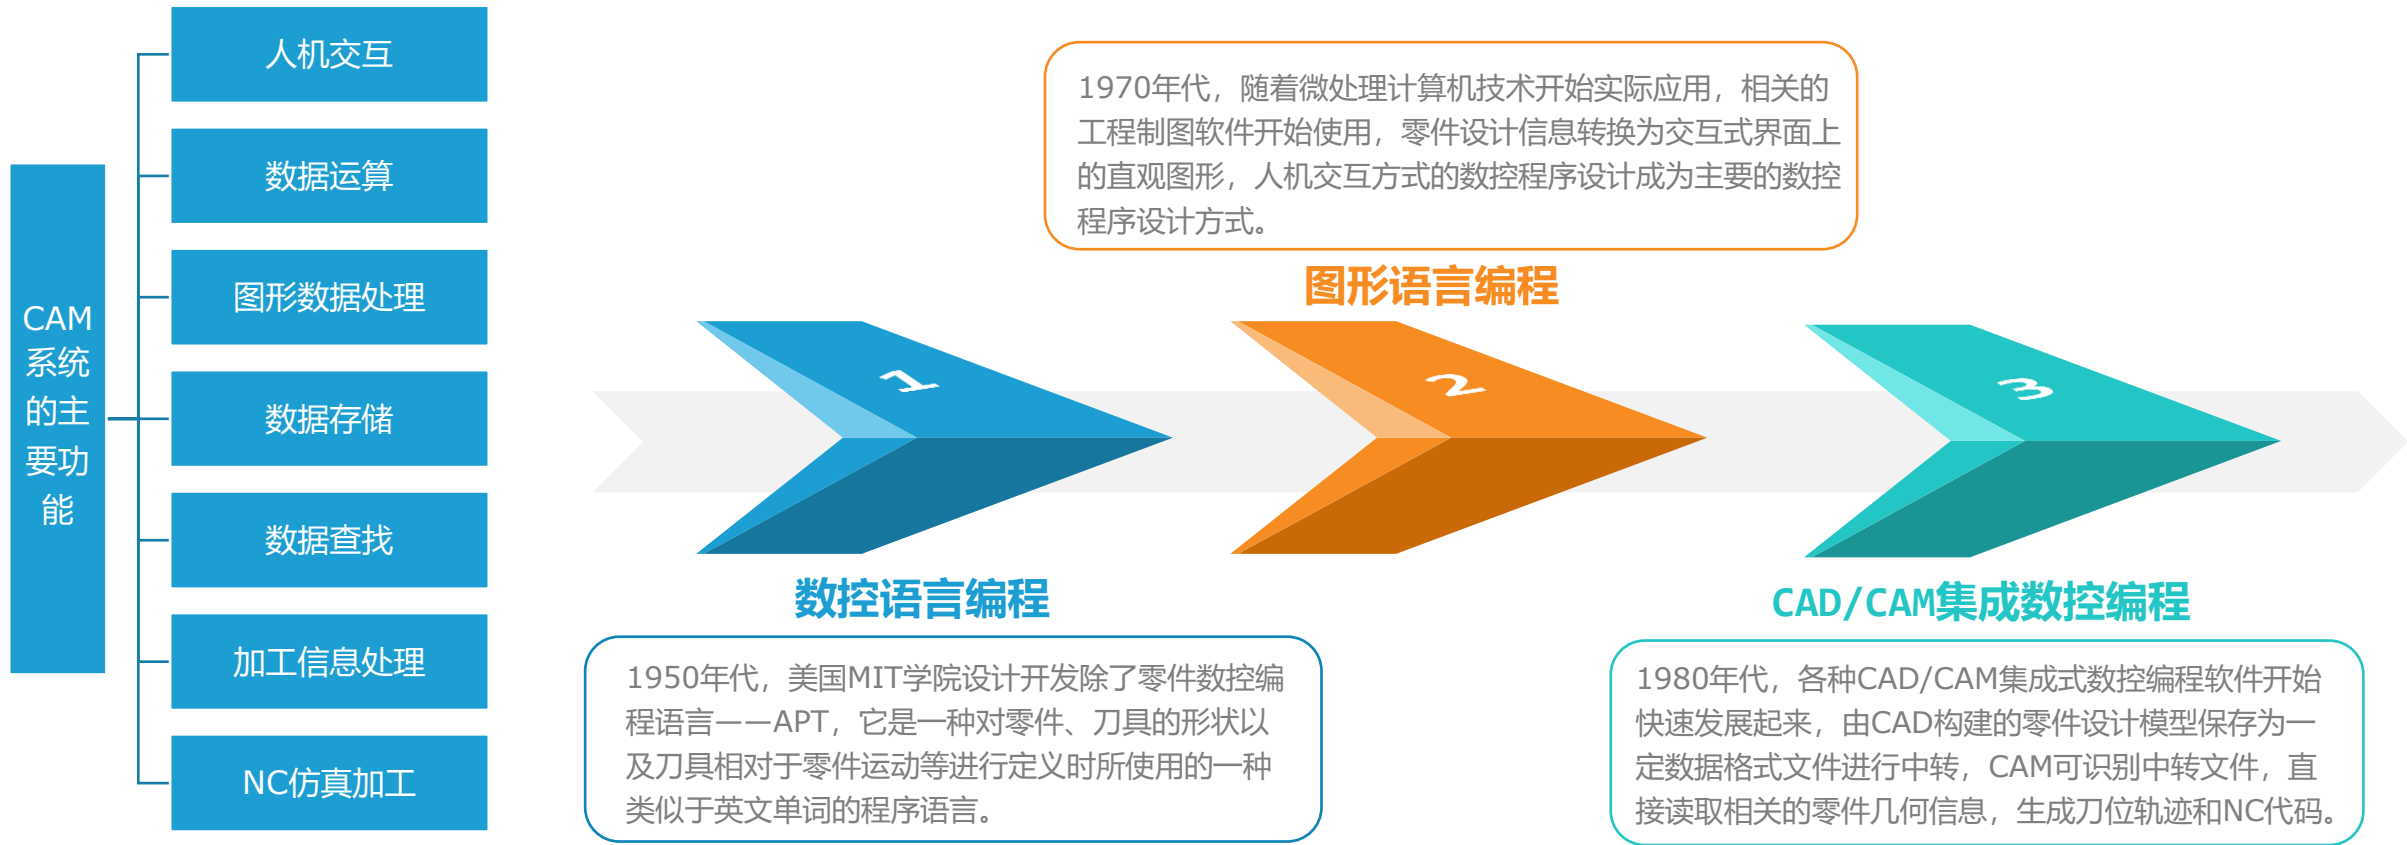 CAM
系统
的主
要功
能
人机交互
数据运算
图形数据处理
数据存储
数据查找
加工信息处理
NC仿真加工
1970年代，随着微处理计算机技术开始实际应用，相关的
工程制图软件开始使用，零件设计信息转换为交互式界面上
的直观图形，人机交互方式的数控程序设计成为主要的数控
程序设计方式。
图形语言编程
1
2
3
数控语言编程
1950年代，美国MIT学院设计开发除了零件数控编
程语言——APT，它是一种对零件、刀具的形状以
及刀具相对于零件运动等进行定义时所使用的一种
类似于英文单词的程序语言。
CAD/CAM集成数控编程
1980年代，各种CAD/CAM集成式数控编程软件开始
快速发展起来，由CAD构建的零件设计模型保存为一
定数据格式文件进行中转，CAM可识别中转文件，直
接读取相关的零件几何信息，生成刀位轨迹和NC代码。